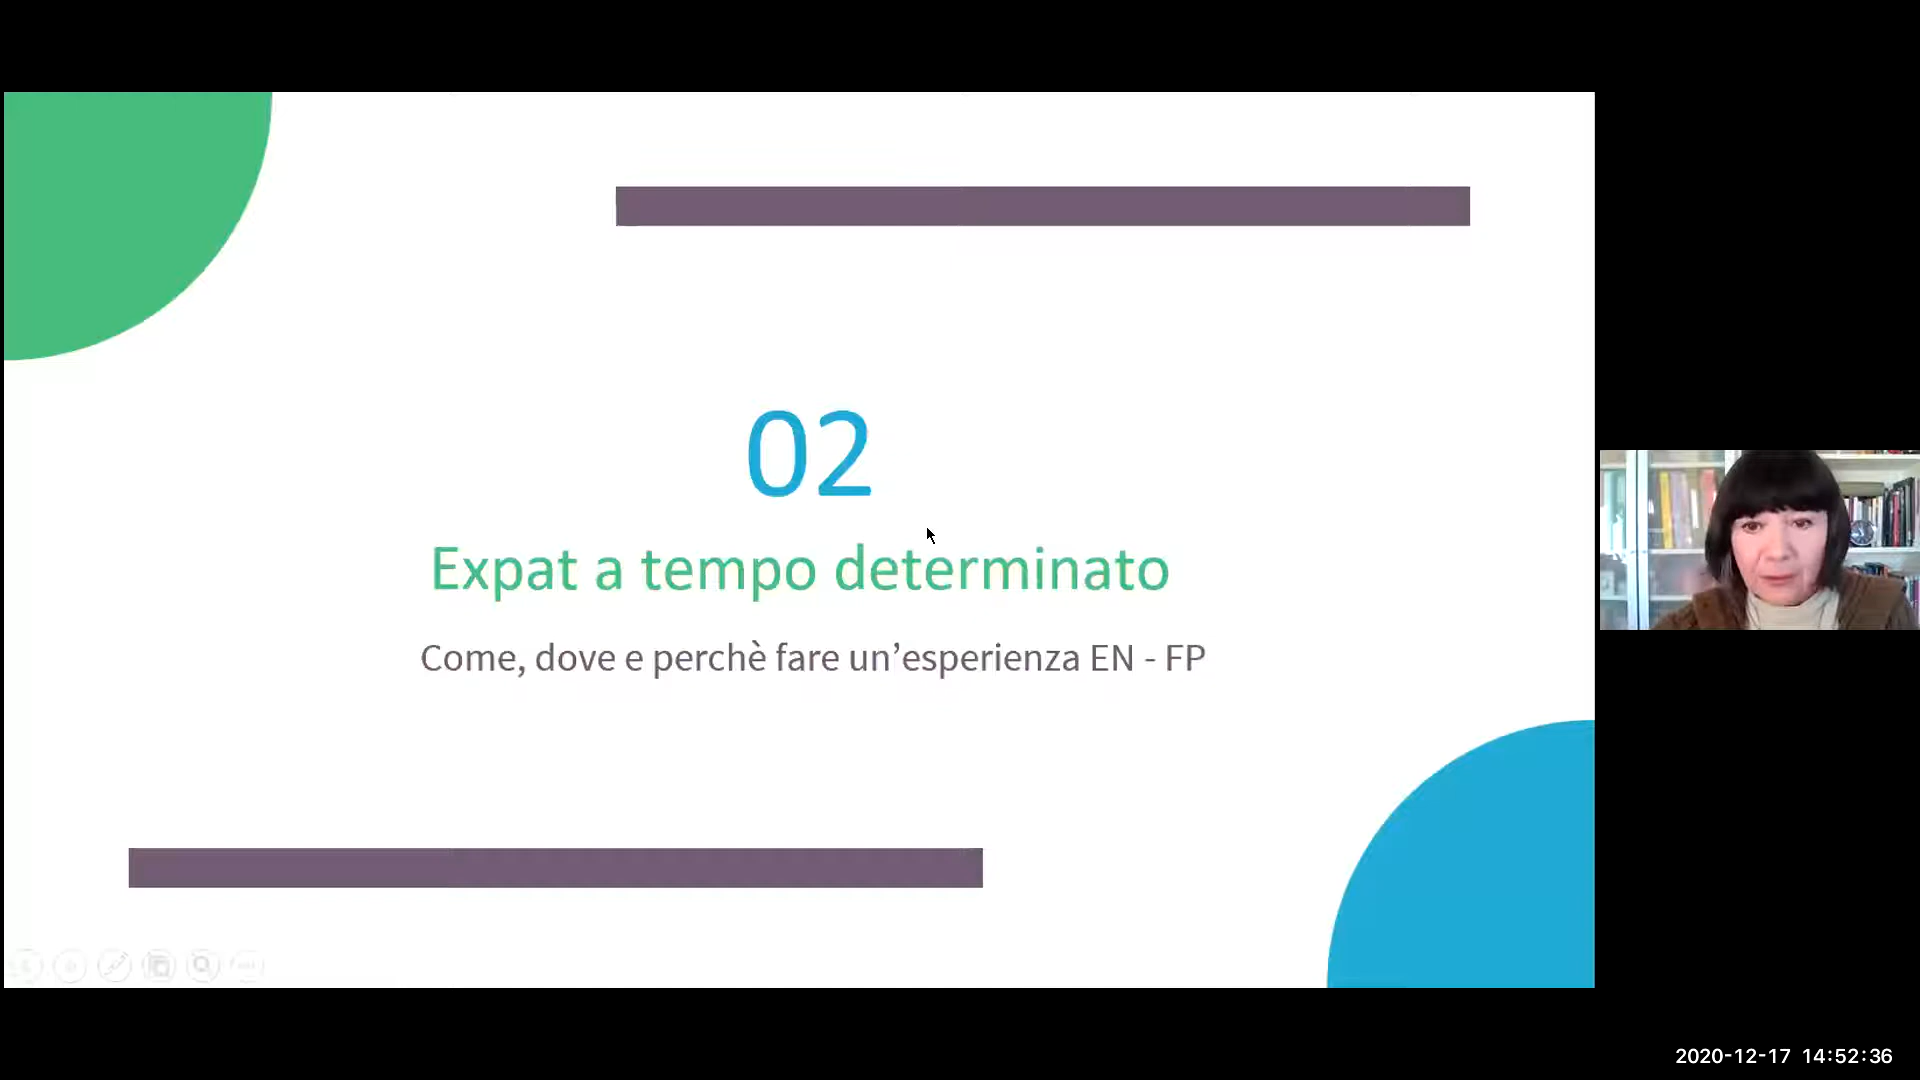 02
Expat a tempo determinato
Come, dove e perchè fare un’esperienza EN - FP
2020-12-17 14:52:36